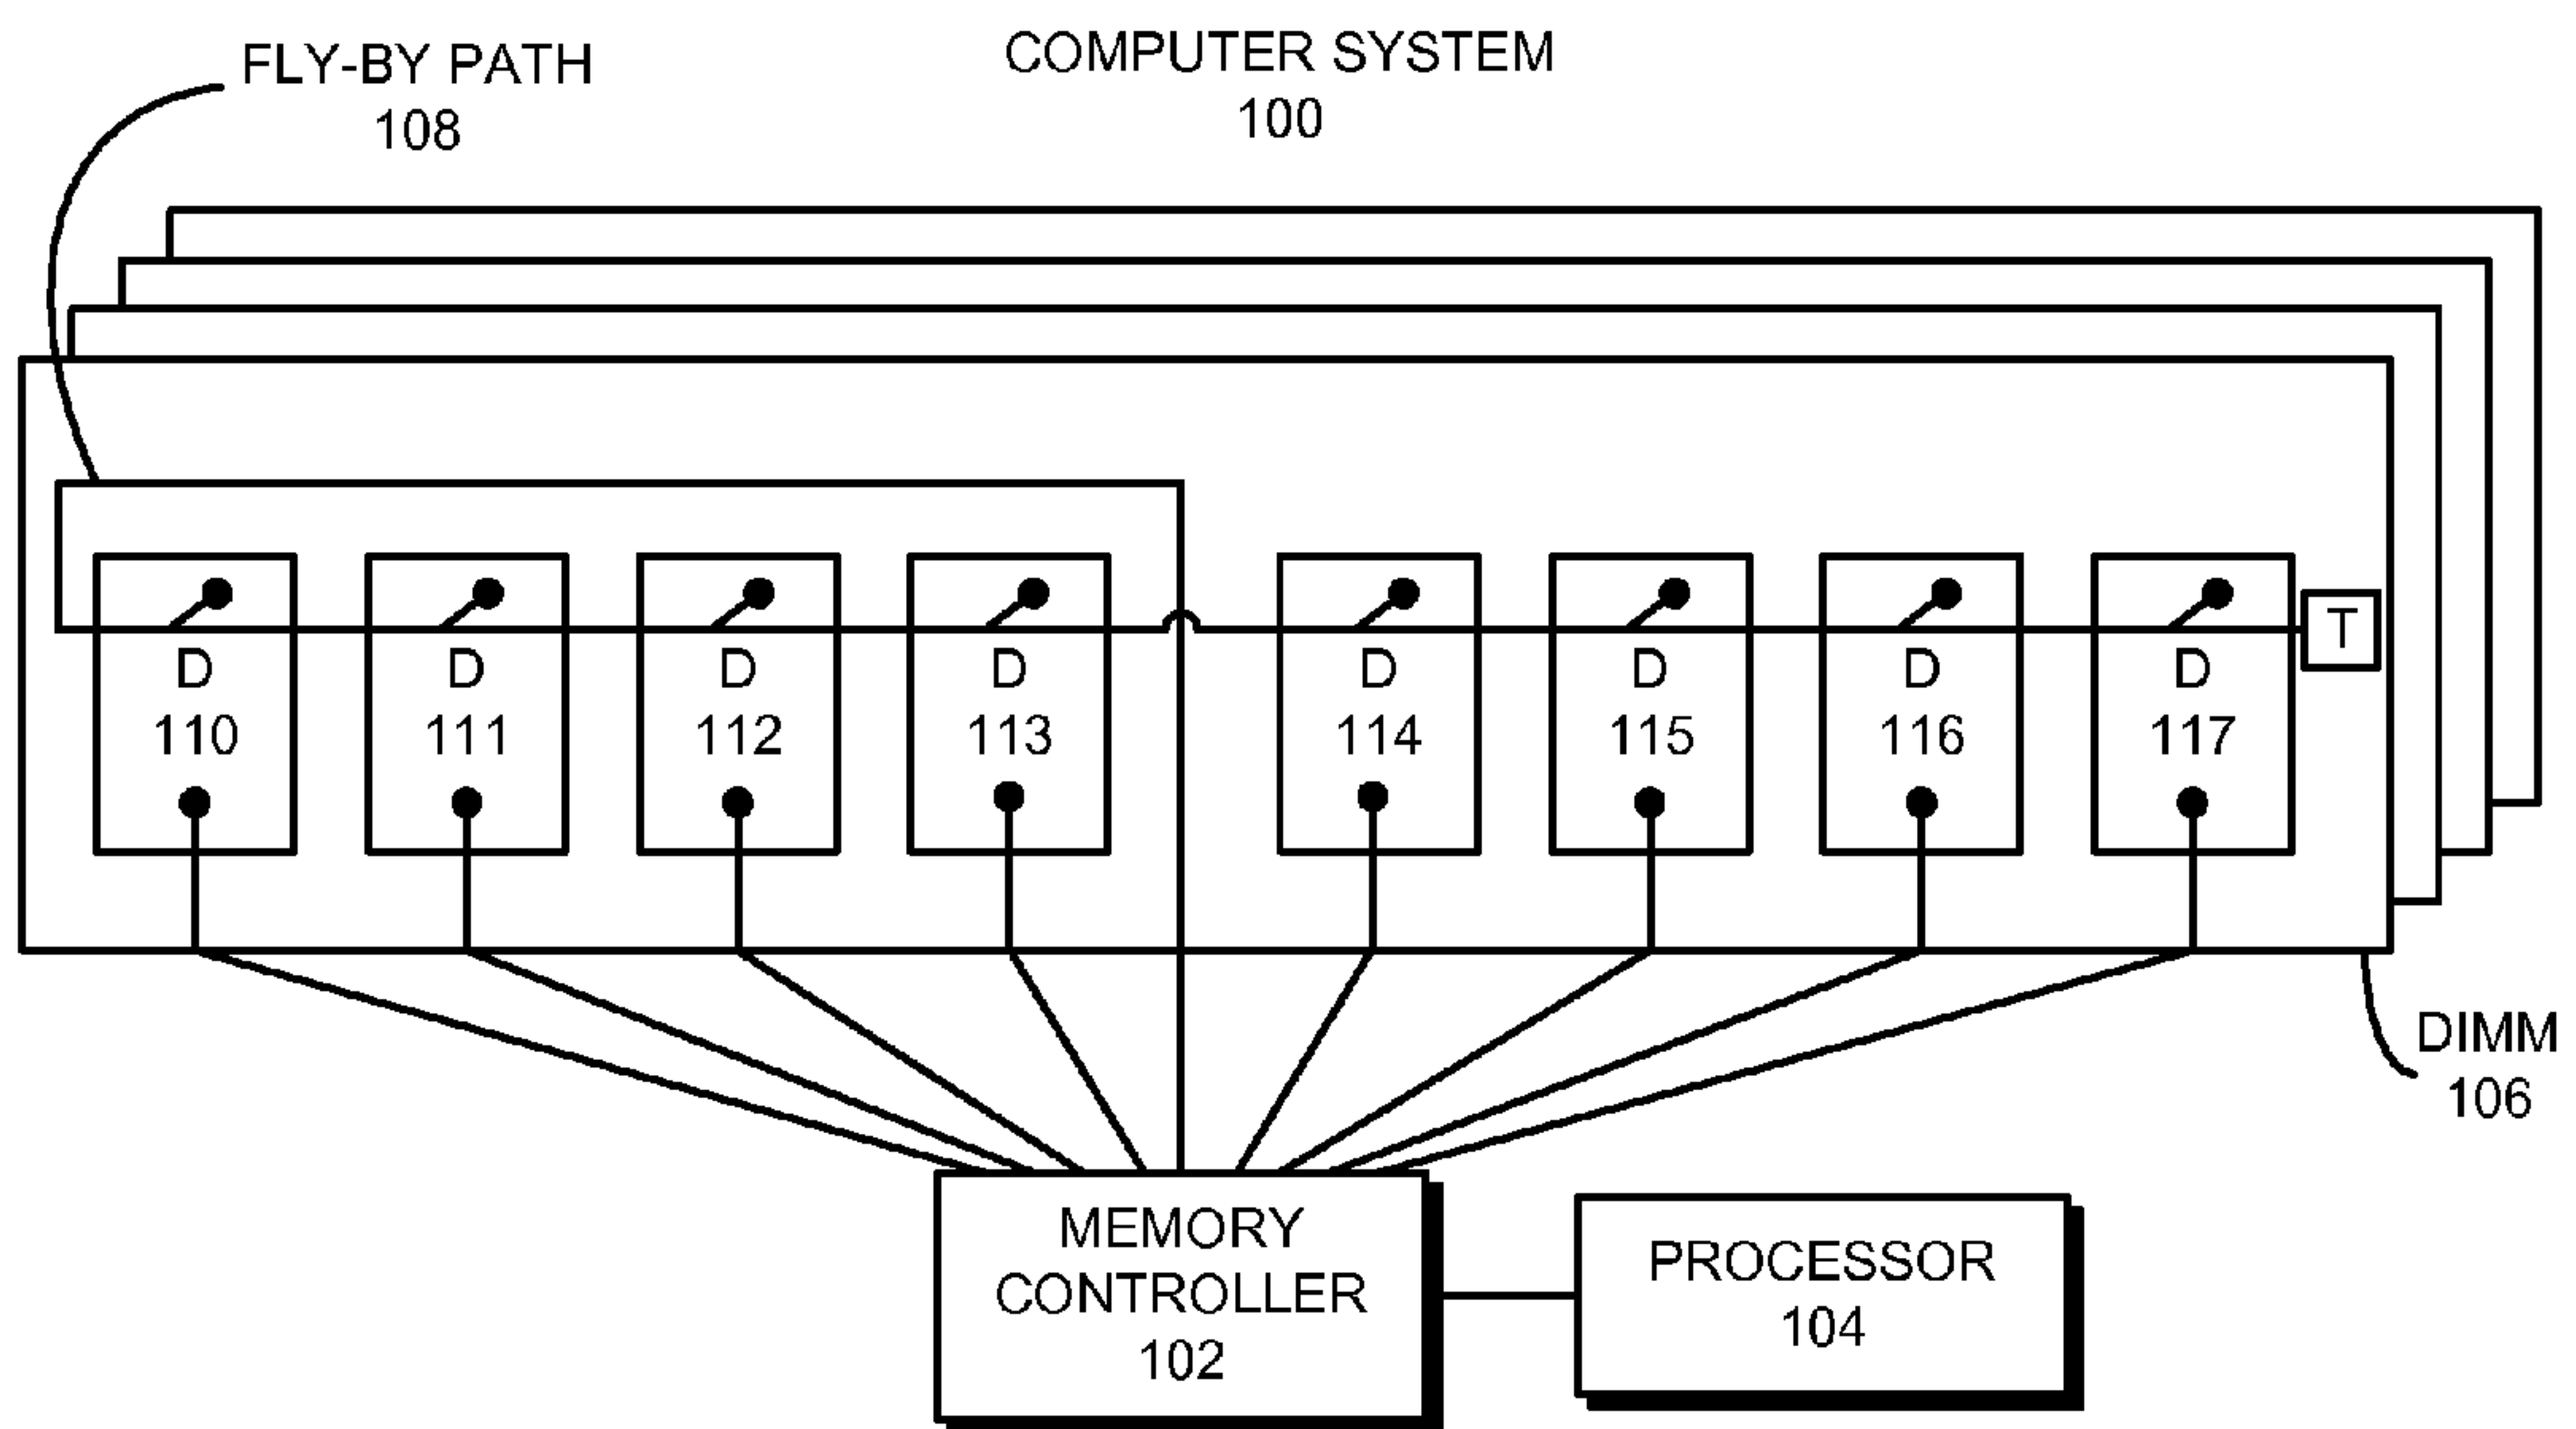 FLY-BY PATH
108
COMPUTER SYSTEM
100
D
110
D
111
D
112
D
113
D
114
D
115
D
116
D
117
T
DIMM
106
MEMORY
CONTROLLER
102
PROCESSOR
104